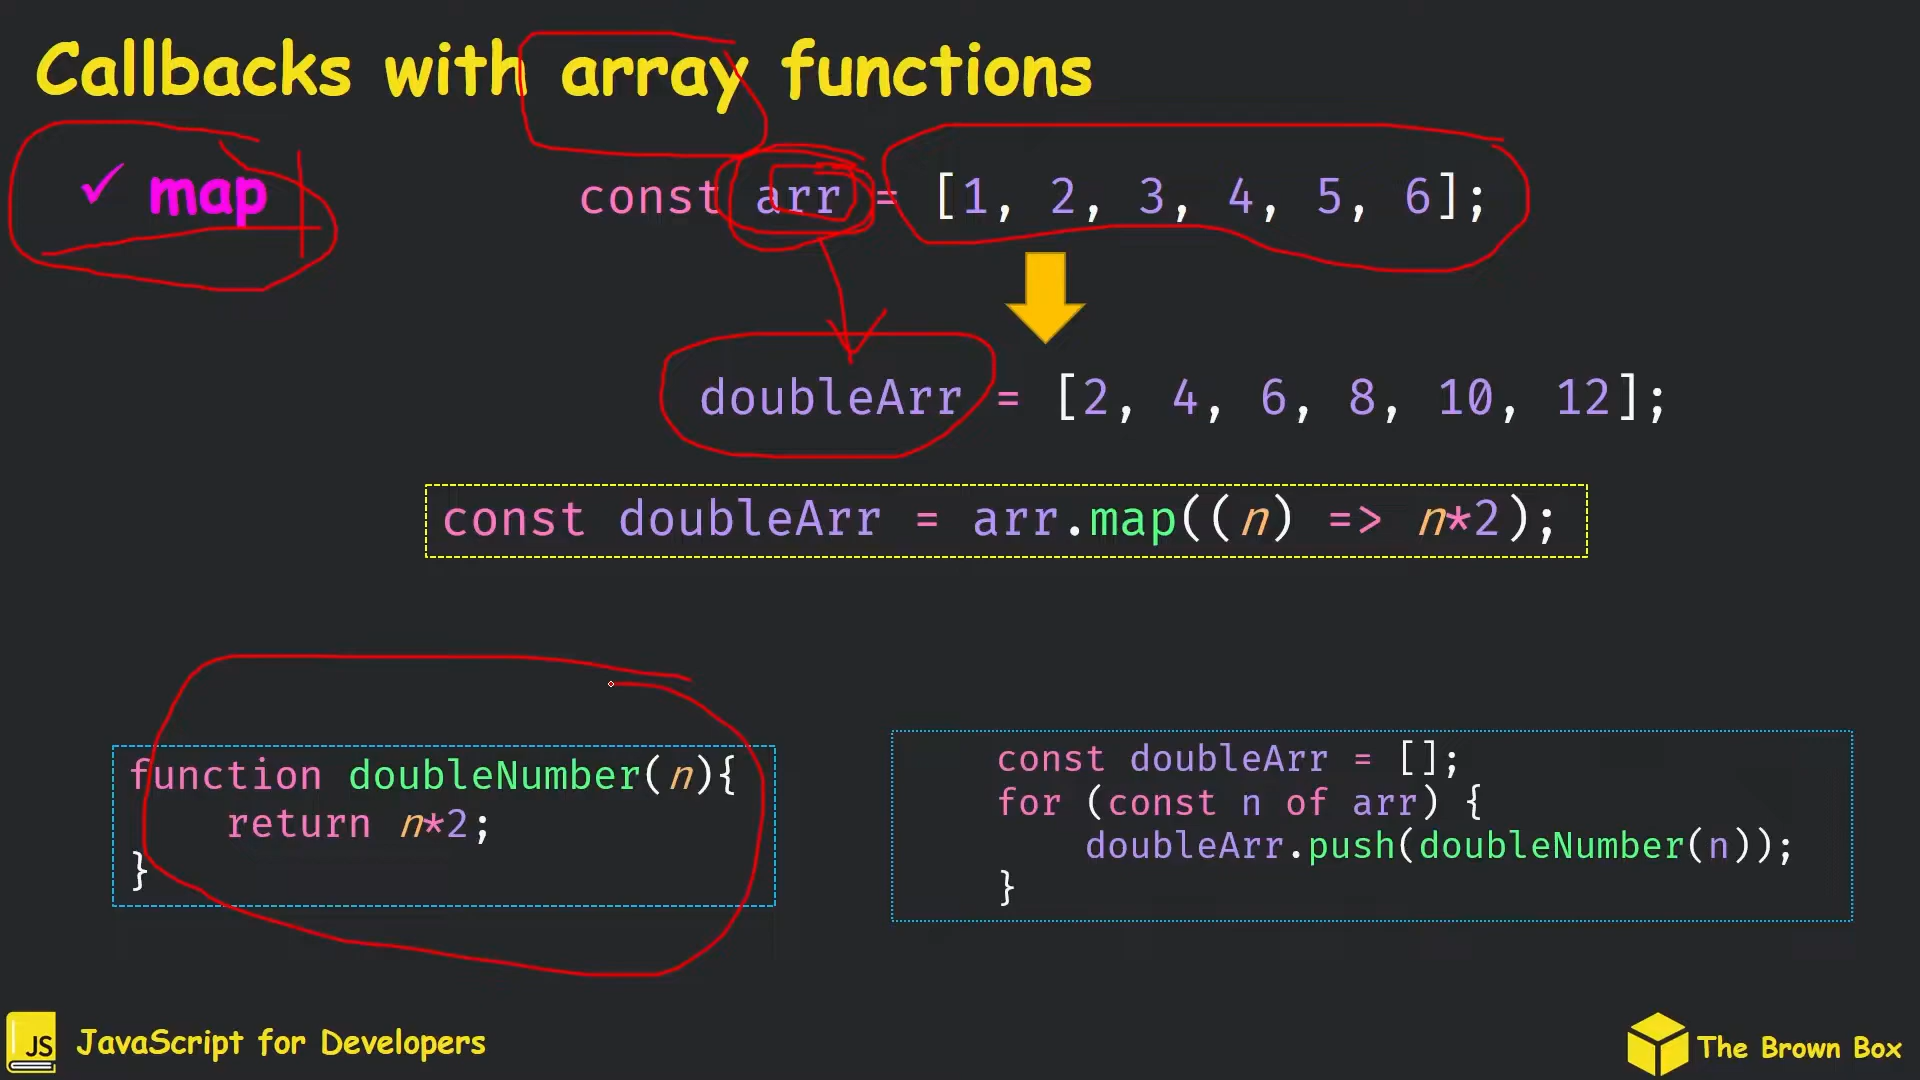 Callbacks with array functions
✓ map
const arr = [1, 2, 3, 4, 5, 6];
doubleArr = [2, 4, 6, 8, 10, 12];
const doubleArr = arr.map((n) => n*2);
function doubleNumber(n){
return n*2;
}
const doubleArr = [];
for (const n of arr) {
doubleArr.push(doubleNumber(n));
}
JS JavaScript for Developers
The Brown Box